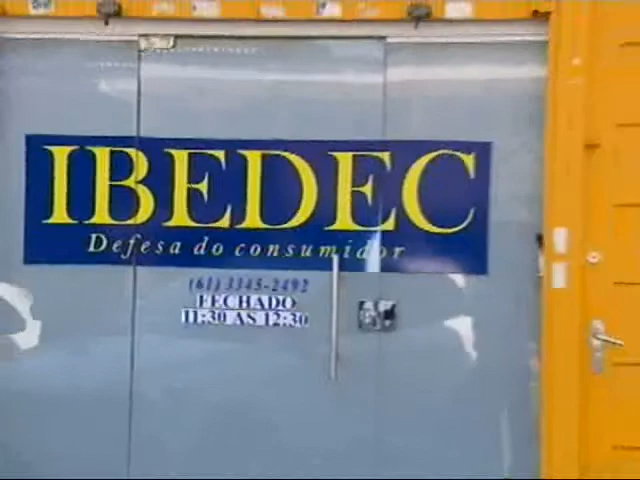 IBEDEC
Defesa do consumidor
(61) 3345-2492
FECHADO
11:30 AS 12:30